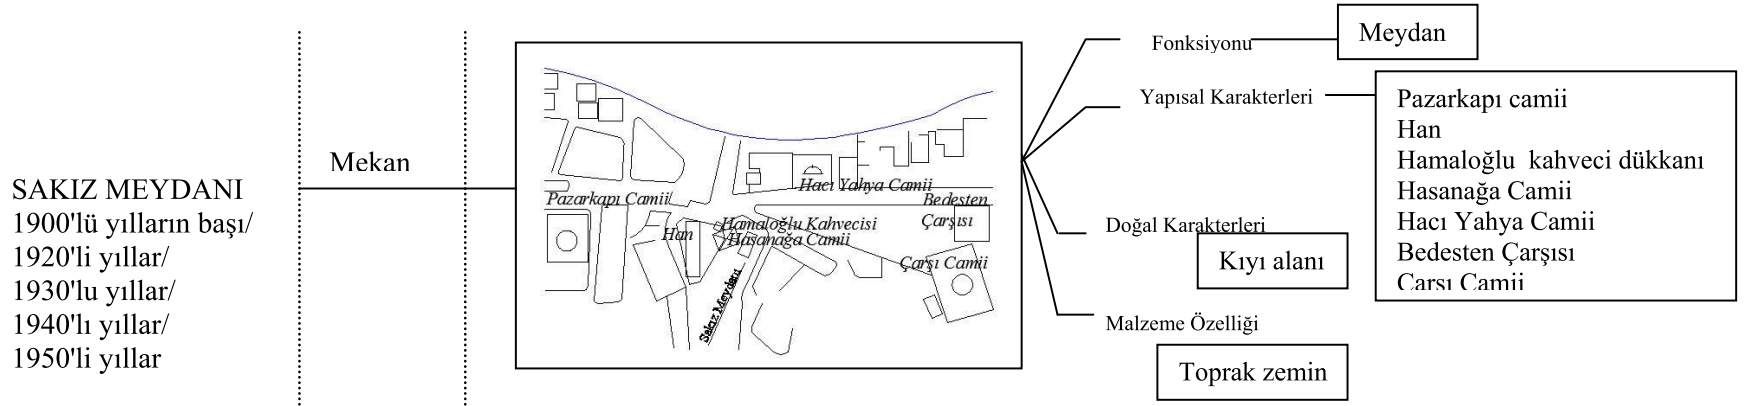 SAKIZ MEYDANI
1900'lü yılların başı/
1920'li yıllar/
1930'lu yıllar/
1940'lı yıllar/
1950'li yıllar
Mekan
Hacı Yahya Camii
Pazarkapı Camii
Bedesten
Çarşısı
Hamaloğlu Kahvecisi
Han
Hasanağa Camii
Çarşı Camii
Sakız Meydanı
Fonksiyonu
Meydan
Yapısal Karakterleri
Pazarkapı camii
Han
Hamaloğlu kahveci dükkanı
Hasanağa Camii
Hacı Yahya Camii
Bedesten Çarşısı
Çarşı Camii
Doğal Karakterleri
Kıyı alanı
Malzeme Özelliği
Toprak zemin